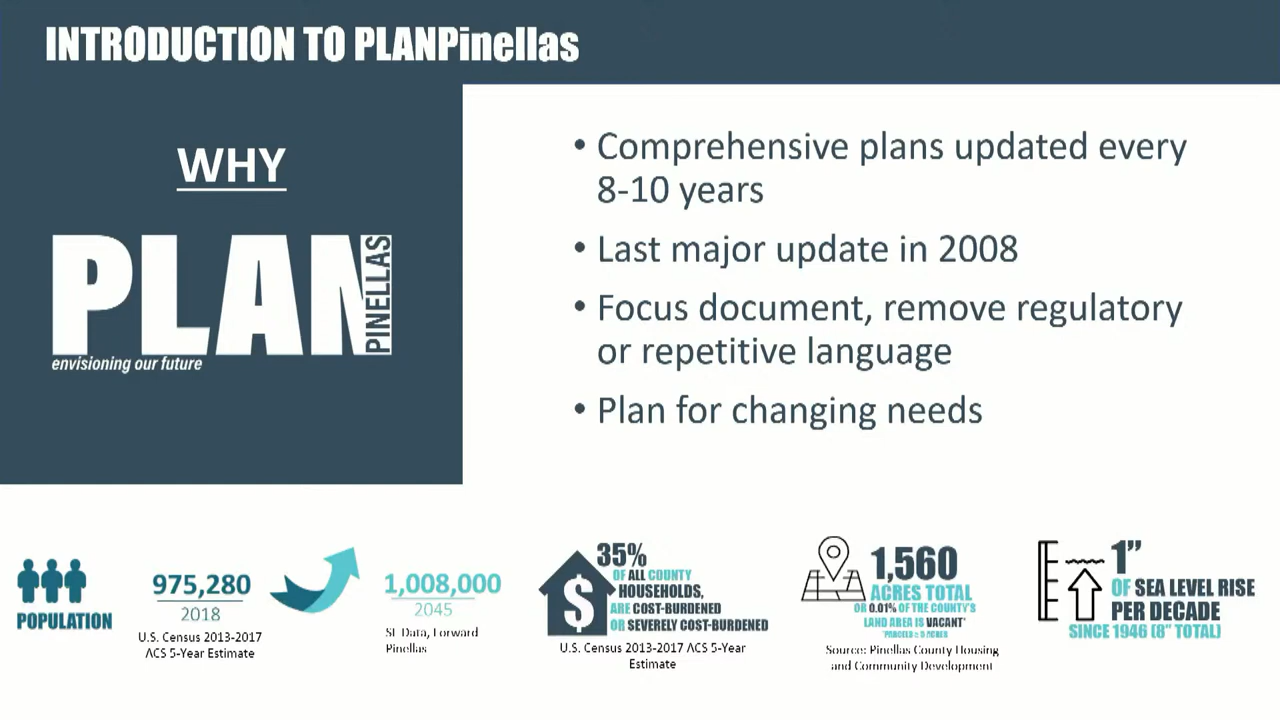 INTRODUCTION TO PLANPinellas
WHY
PLAN
PINELLAS
envisioning our future
• Comprehensive plans updated every
8-10 years
• Last major update in 2008
• Focus document, remove regulatory
or repetitive language
• Plan for changing needs
POPULATION
975,280
2018
U.S. Census 2013-2017
ACS 5-Year Estimate
1,008,000
2045
SE Data, Forward
Pinellas
$
35%
OF ALL COUNTY
HOUSEHOLDS,
ARE COST-BURDENED
OR SEVERELY COST-BURDENED
U.S. Census 2013-2017 ACS 5-Year
Estimate
1,560
ACRES TOTAL
OR 0.01% OF THE COUNTY'S
LAND AREA IS VACANT*
Source: Pinellas County Housing
and Community Development
1”
OF SEA LEVEL RISE
PER DECADE
SINCE 1946 (8” TOTAL)